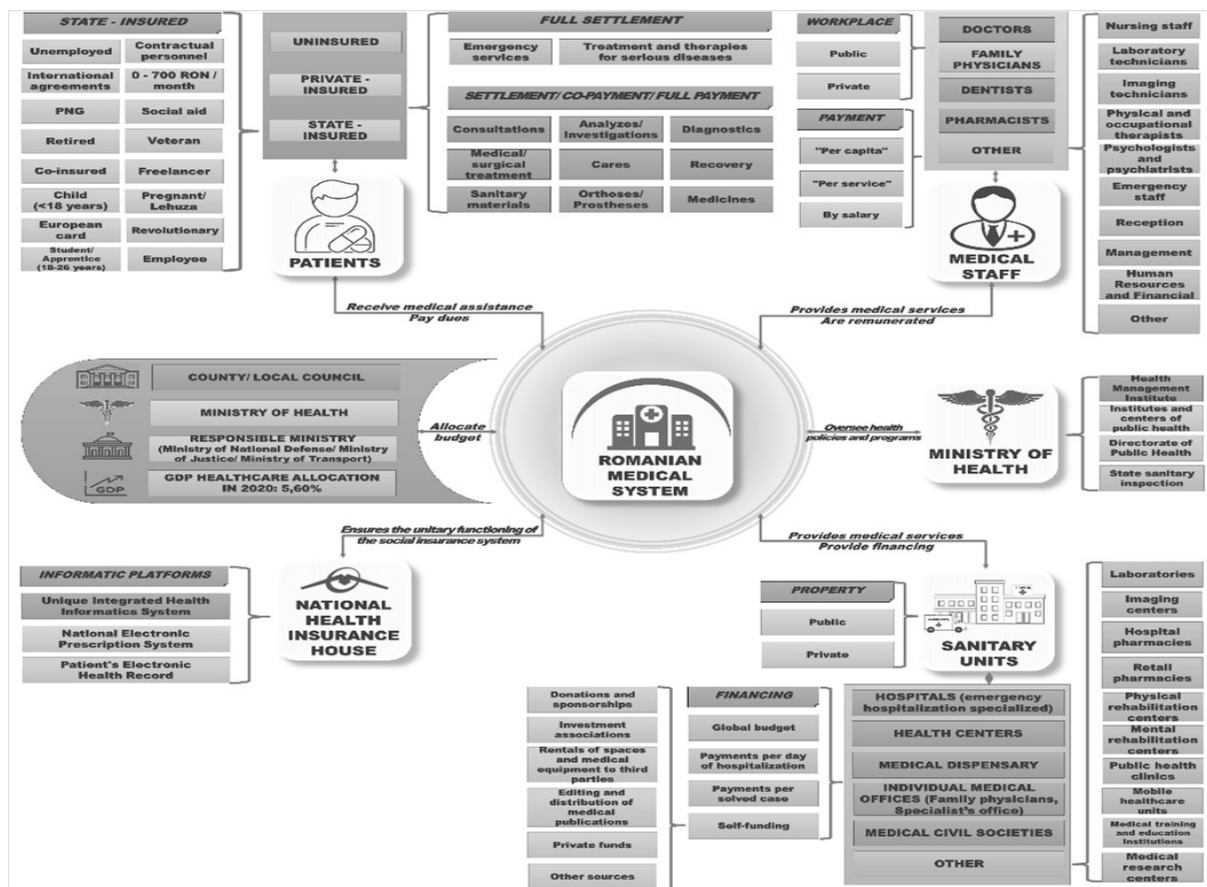 STATE - INSURED
Unemployed
Contractual
personnel
International
agreements
0 - 700 RON /
month
PNG
Social aid
Retired
Veteran
Co-insured
Freelancer
Child
(<18 years)
Pregnant/
Lehuza
European
card
Revolutionary
Student/
Apprentice
(18-26 years)
Employee
UNINSURED
PRIVATE -
INSURED
STATE -
INSURED
PATIENTS
FULL SETTLEMENT
Emergency
services
Treatment and therapies
for serious diseases
SETTLEMENT/ CO-PAYMENT/ FULL PAYMENT
Consultations
Analyzes/
Investigations
Diagnostics
Medical/
surgical
treatment
Cares
Recovery
Sanitary
materials
Orthoses/
Prostheses
Medicines
WORKPLACE
Public
Private
PAYMENT
"Per capita"
"Per service"
By salary
DOCTORS
FAMILY
PHYSICIANS
DENTISTS
PHARMACISTS
OTHER
MEDICAL
STAFF
Nursing staff
Laboratory
technicians
Imaging
technicians
Physical and
occupational
therapists
Psychologists
and
psychiatrists
Emergency
staff
Reception
Management
Human
Resources
and Financial
Other
Receive medical assistance
Pay dues
Provides medical services
Are remunerated
COUNTY/ LOCAL COUNCIL
MINISTRY OF HEALTH
RESPONSIBLE MINISTRY
(Ministry of National Defense/ Ministry
of Justice/ Ministry of Transport)
GDP
GDP HEALTHCARE ALLOCATION
IN 2020: 5,60%
Allocate
budget
ROMANIAN
MEDICAL
SYSTEM
Oversee health
policies and programs
MINISTRY OF
HEALTH
Health
Management
Institute
Institutes and
centers of
public health
Directorate of
Public Health
State sanitary
inspection
Ensures the unitary functioning of
the social insurance system
Provides medical services
Provide financing
INFORMATIC PLATFORMS
Unique Integrated Health
Informatics System
National Electronic
Prescription System
Patient's Electronic
Health Record
NATIONAL
HEALTH
INSURANCE
HOUSE
PROPERTY
Public
Private
SANITARY
UNITS
Donations and
sponsorships
Investment
associations
Rentals of spaces
and medical
equipment to third
parties
Editing and
distribution of
medical
publications
Private funds
Other sources
FINANCING
Global budget
Payments per day
of hospitalization
Payments per
solved case
Self-funding
HOSPITALS (emergency
hospitalization specialized)
HEALTH CENTERS
MEDICAL DISPENSARY
INDIVIDUAL MEDICAL
OFFICES (Family physicians,
Specialist's office)
MEDICAL CIVIL SOCIETIES
OTHER
Laboratories
Imaging
centers
Hospital
pharmacies
Retail
pharmacies
Physical
rehabilitation
centers
Mental
rehabilitation
centers
Public health
clinics
Mobile
healthcare
units
Medical training
and education
Institutions
Medical
research
centers